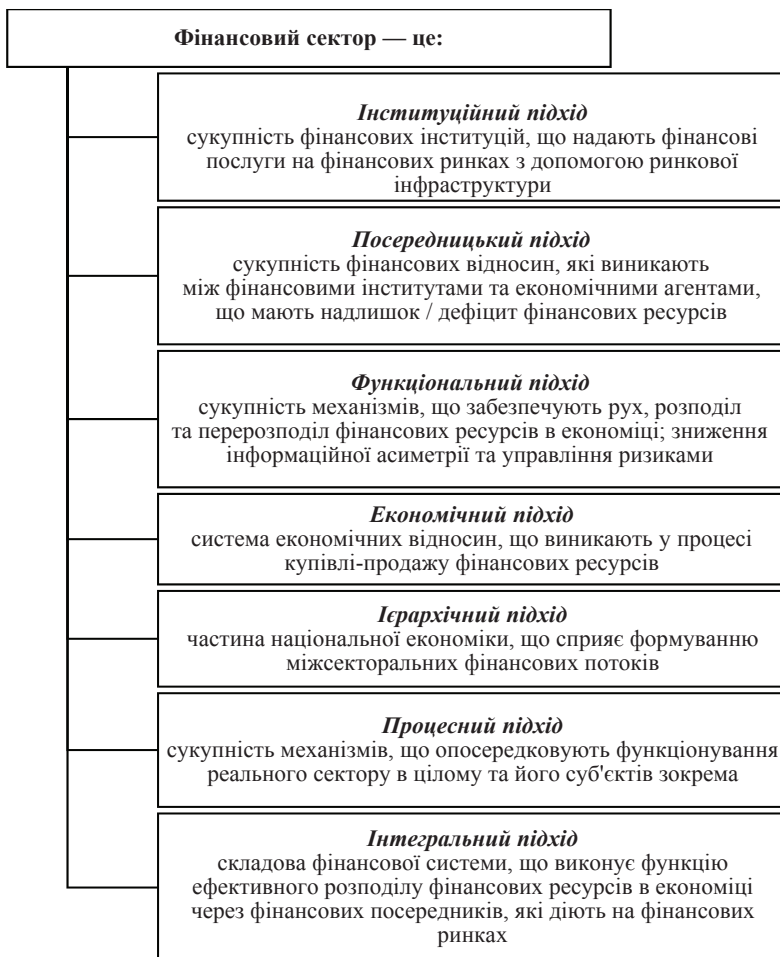 Фінансовий сектор — це:
Інституційний підхід
сукупність фінансових інституцій, що надають фінансові
послуги на фінансових ринках з допомогою ринкової
інфраструктури
Посередницький підхід
сукупність фінансових відносин, які виникають
між фінансовими інститутами та економічними агентами,
що мають надлишок / дефіцит фінансових ресурсів
Функціональний підхід
сукупність механізмів, що забезпечують рух, розподіл
та перерозподіл фінансових ресурсів в економіці; зниження
інформаційної асиметрії та управління ризиками
Економічний підхід
система економічних відносин, що виникають у процесі
купівлі-продажу фінансових ресурсів
Ієрархічний підхід
частина національної економіки, що сприяє формуванню
міжсекторальних фінансових потоків
Процесний підхід
сукупність механізмів, що опосередковують функціонування
реального сектору в цілому та його суб'єктів зокрема
Інтегральний підхід
складова фінансової системи, що виконує функцію
ефективного розподілу фінансових ресурсів в економіці
через фінансових посередників, які діють на фінансових
ринках